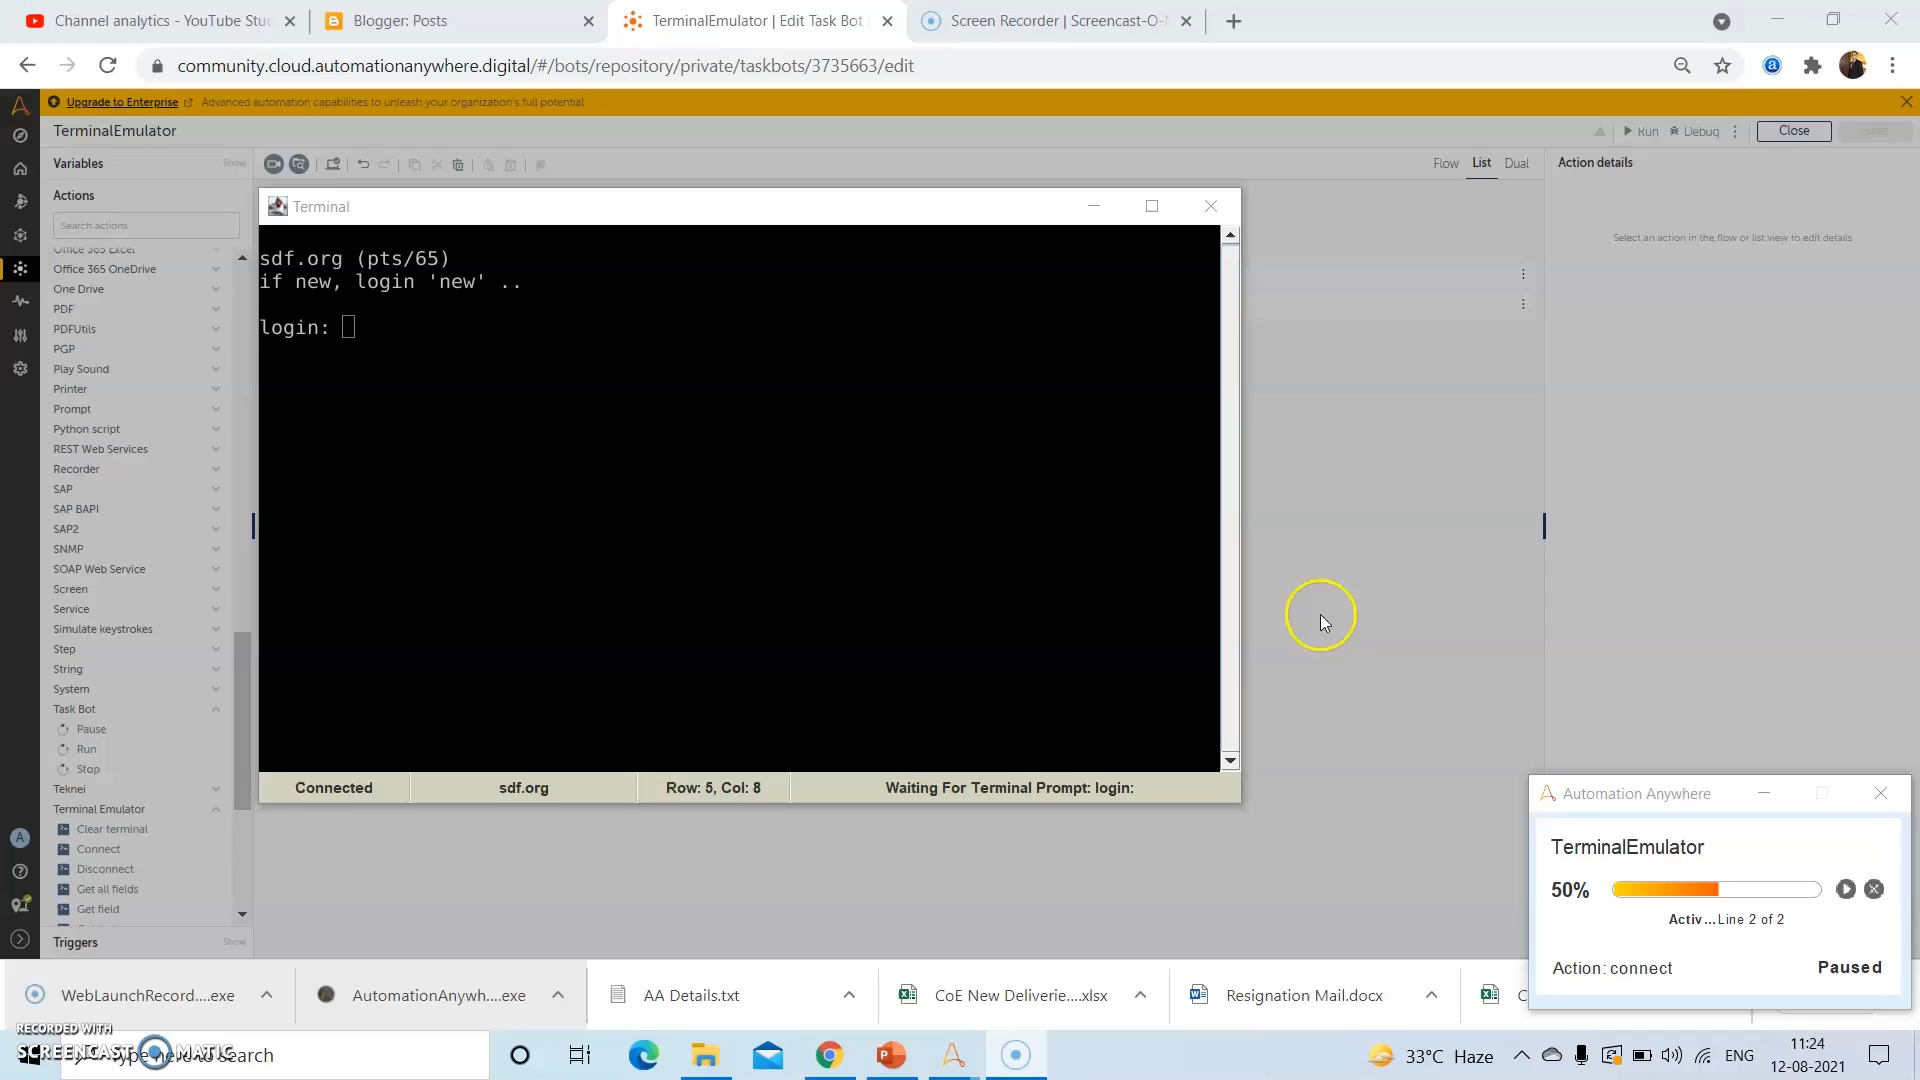 Channel analytics - YouTube Stu
Blogger: Posts
TerminalEmulator | Edit Task Bot
Screen Recorder | Screencast-O-
community.cloud.automationanywhere.digital/#/bots/repository/private/taskbots/3735663/edit
Upgrade to Enterprise
Advanced automation capabilities to unleash your organization's full potential
TerminalEmulator
Run
Debug
Close
Variables
Show
Flow
List
Dual
Action details
Actions
Search actions
Select an action in the flow or list view to edit details
Office 365 Excel
Office 365 OneDrive
One Drive
PDF
PDFUtils
PGP
Play Sound
Printer
Prompt
Python script
REST Web Services
Recorder
SAP
SAP BAPI
SAP2
SNMP
SOAP Web Service
Screen
Service
Simulate keystrokes
Step
String
System
Task Bot
Pause
Run
Stop
Teknei
Terminal Emulator
Clear terminal
Connect
Disconnect
Get all fields
Get field
Triggers
Show
Terminal
sdf.org (pts/65)
if new, login 'new' ..
login:
Connected
sdf.org
Row: 5, Col: 8
Waiting For Terminal Prompt: login:
Automation Anywhere
TerminalEmulator
50%
Activ...Line 2 of 2
Action: connect
Paused
WebLaunchRecord....exe
AutomationAnywh....exe
AA Details.txt
CoE New Deliverie....xlsx
Resignation Mail.docx
RECORDED WITH
SCREENCAST MATIC
Type here to search
33°C Haze
ENG
11:24
12-08-2021